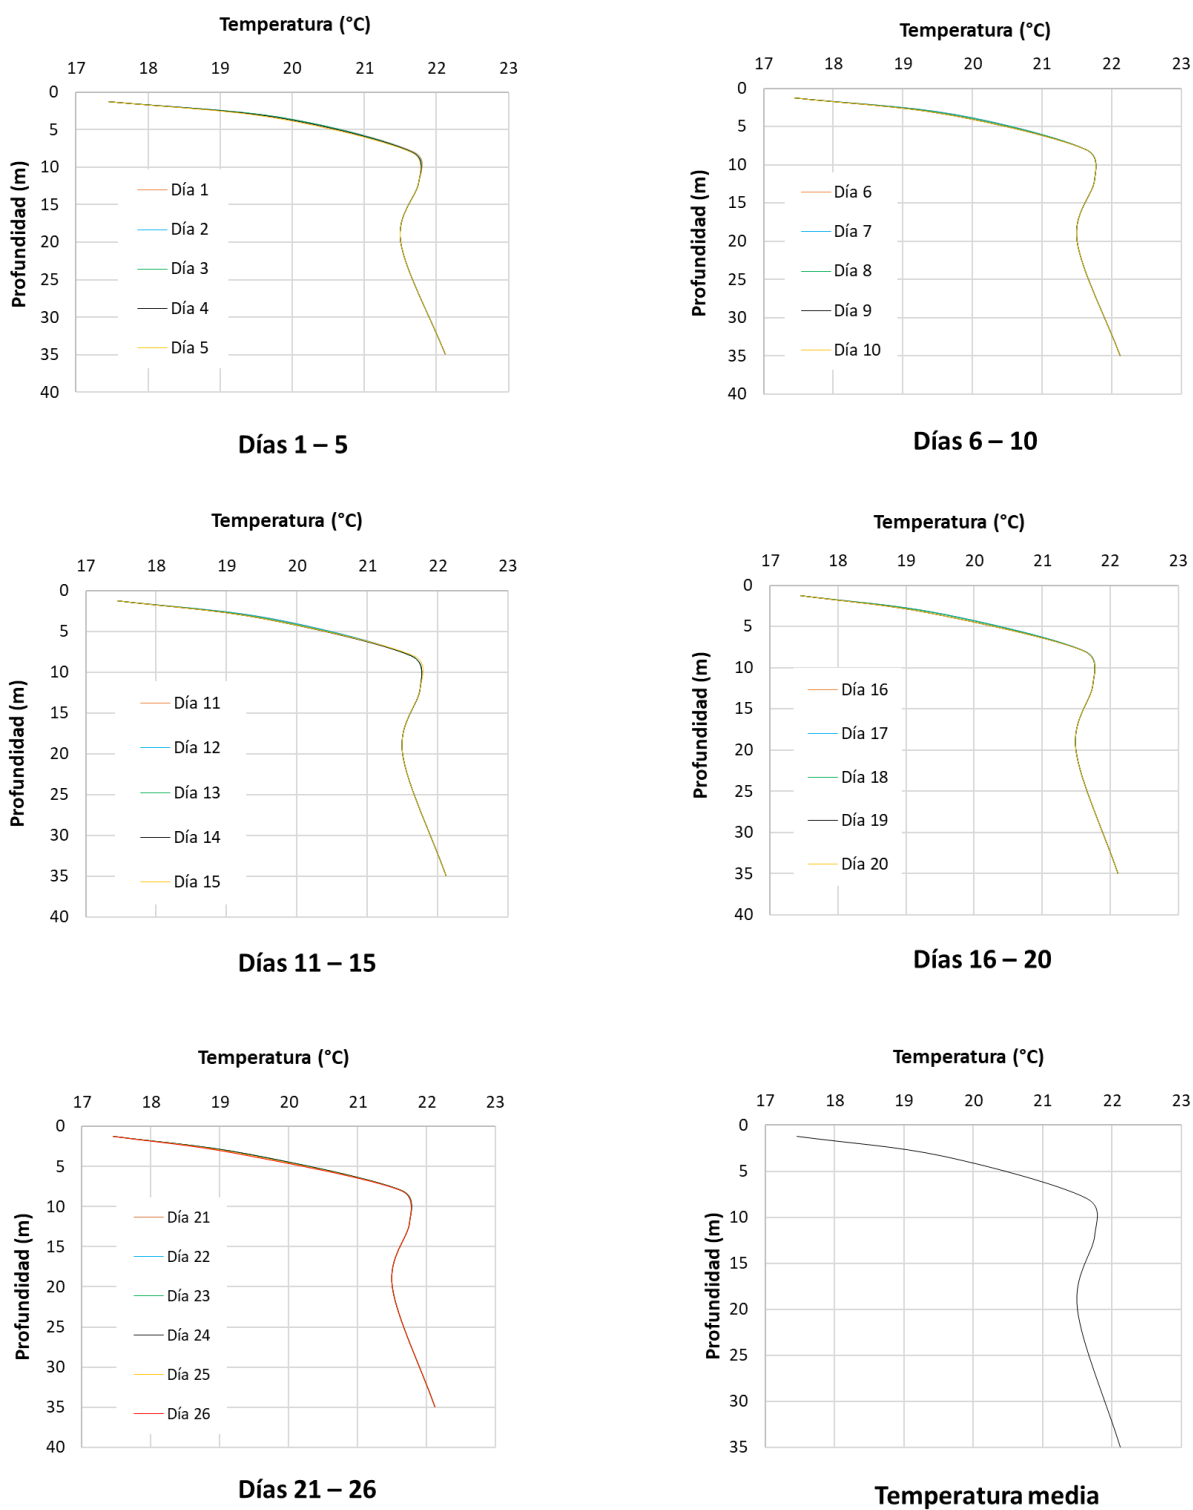 Temperatura (°C)
17 18 19 20 21 22 23
0
5
10
15
20
25
30
35
40
Profundidad (m)
Día 1
Día 2
Día 3
Día 4
Día 5
Días 1 – 5
Temperatura (°C)
17 18 19 20 21 22 23
0
5
10
15
20
25
30
35
40
Profundidad (m)
Día 6
Día 7
Día 8
Día 9
Día 10
Días 6 – 10
Temperatura (°C)
17 18 19 20 21 22 23
0
5
10
15
20
25
30
35
40
Profundidad (m)
Día 11
Día 12
Día 13
Día 14
Día 15
Días 11 – 15
Temperatura (°C)
17 18 19 20 21 22 23
0
5
10
15
20
25
30
35
40
Profundidad (m)
Día 16
Día 17
Día 18
Día 19
Día 20
Días 16 – 20
Temperatura (°C)
17 18 19 20 21 22 23
0
5
10
15
20
25
30
35
40
Profundidad (m)
Día 21
Día 22
Día 23
Día 24
Día 25
Día 26
Días 21 – 26
Temperatura (°C)
17 18 19 20 21 22 23
0
5
10
15
20
25
30
35
Profundidad (m)
Temperatura media